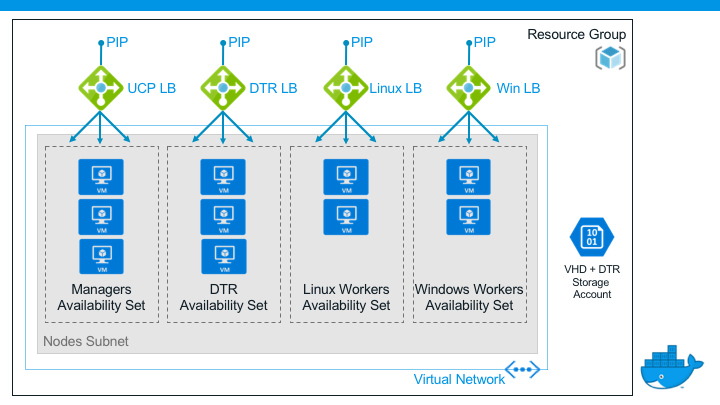 PIP
PIP
PIP
PIP
Resource Group
UCP LB
DTR LB
Linux LB
Win LB
VM
VM
VM
VM
VM
VM
VM
VM
VM
VM
Managers
Availability Set
DTR
Availability Set
Linux Workers
Availability Set
Windows Workers
Availability Set
10
01
VHD + DTR
Storage
Account
Nodes Subnet
Virtual Network